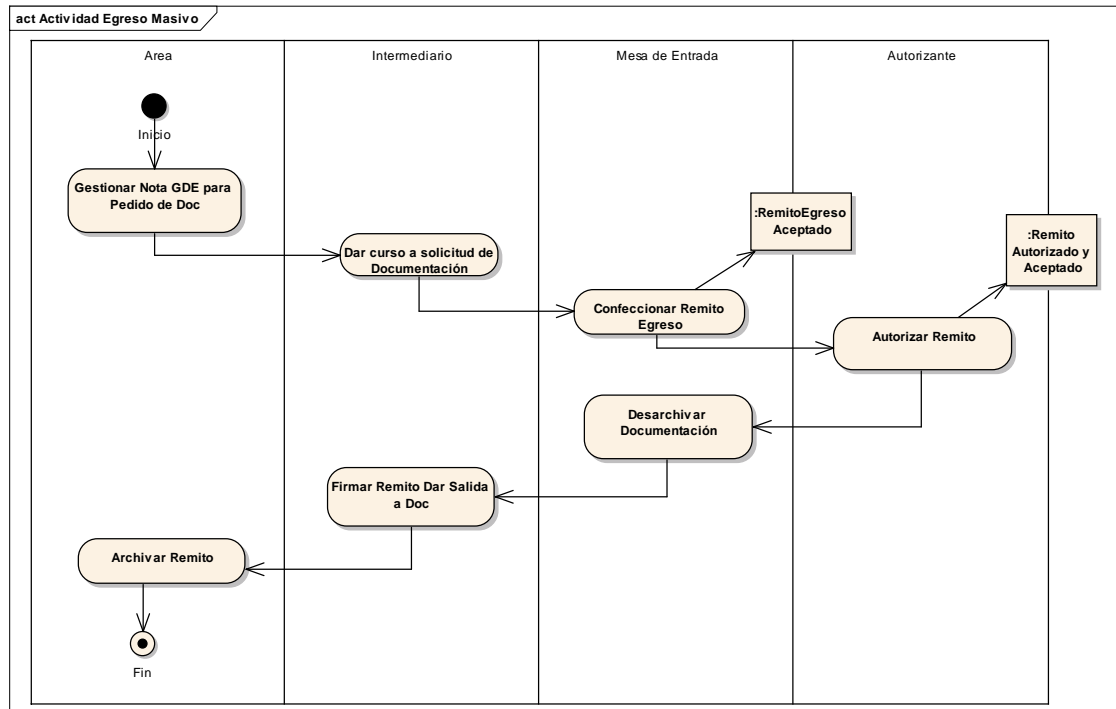 act Actividad Egreso Masivo
Area
Intermediario
Mesa de Entrada
Autorizante
Inicio
Gestionar Nota GDE para
Pedido de Doc
Dar curso a solicitud de
Documentación
:RemitoEgreso
Aceptado
:Remito
Autorizado y
Aceptado
Confeccionar Remito
Egreso
Autorizar Remito
Desarchivar
Documentación
Firmar Remito Dar Salida
a Doc
Archivar Remito
Fin